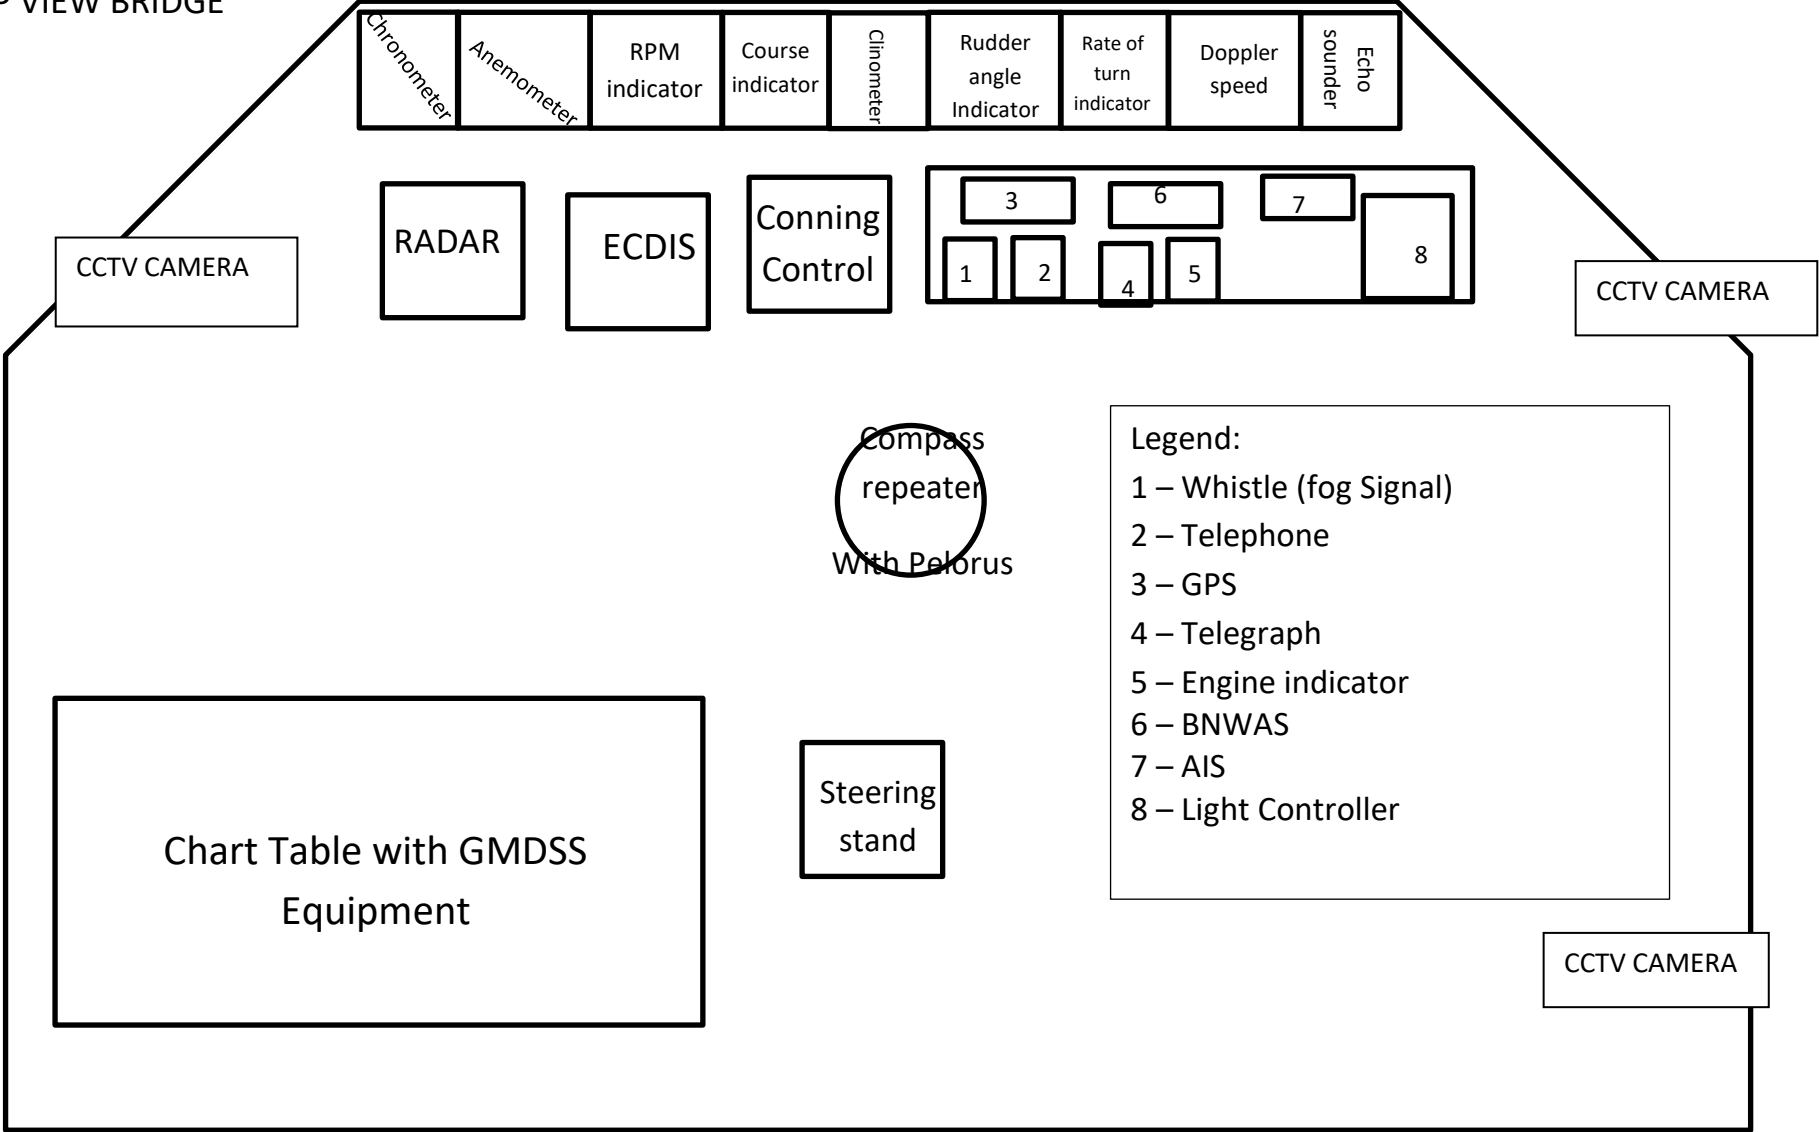 VIEW BRIDGE
Chronometer
Anemometer
RPM
indicator
Course
indicator
Clinometer
Rudder
angle
Indicator
Rate of
turn
indicator
Doppler
speed
Echo
sounder
RADAR
ECDIS
Conning
Control
3
6
7
8
1
2
4
5
CCTV CAMERA
CCTV CAMERA
Compass
repeater
With Pelorus
Legend:
1 – Whistle (fog Signal)
2 – Telephone
3 – GPS
4 – Telegraph
5 – Engine indicator
6 – BNWAS
7 – AIS
8 – Light Controller
Steering
stand
Chart Table with GMDSS
Equipment
CCTV CAMERA